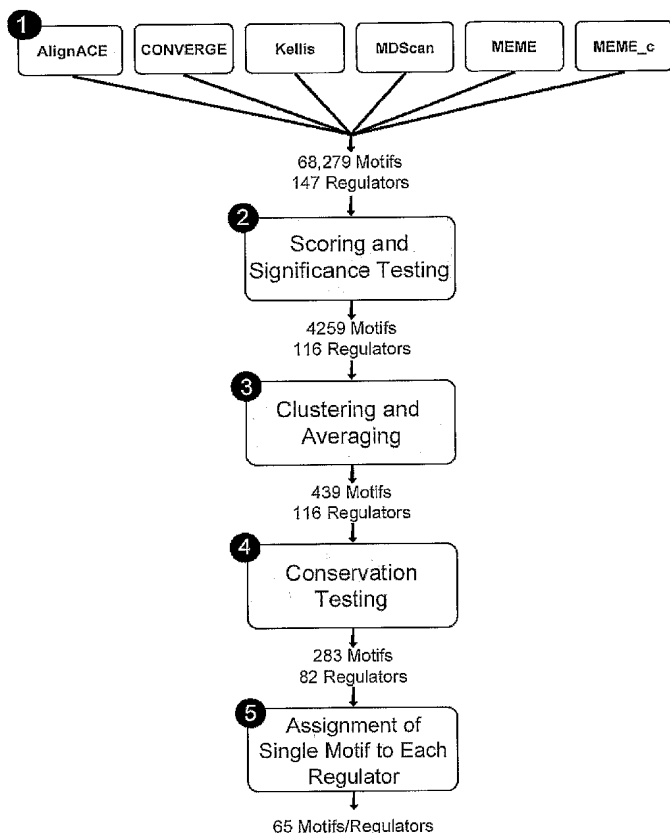 1
AlignACE CONVERGE Kellis MDScan MEME MEME_c
68,279 Motifs
147 Regulators
2
Scoring and
Significance Testing
4259 Motifs
116 Regulators
3
Clustering and
Averaging
439 Motifs
116 Regulators
4
Conservation
Testing
283 Motifs
82 Regulators
5
Assignment of
Single Motif to Each
Regulator
65 Motifs/Regulators